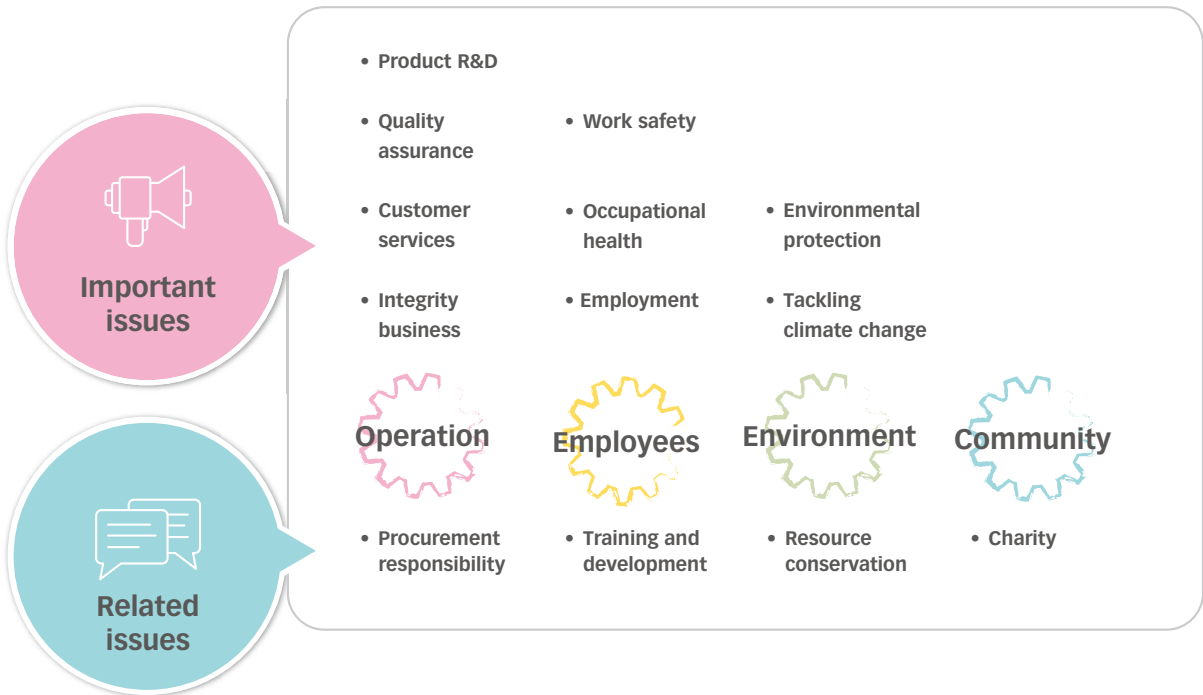 Important
issues
• Product R&D
• Quality
assurance
• Customer
services
• Integrity
business
• Work safety
• Occupational
health
• Employment
• Environmental
protection
• Tackling
climate change
Operation
Employees
Environment
Community
Related
issues
• Procurement
responsibility
• Training and
development
• Resource
conservation
• Charity